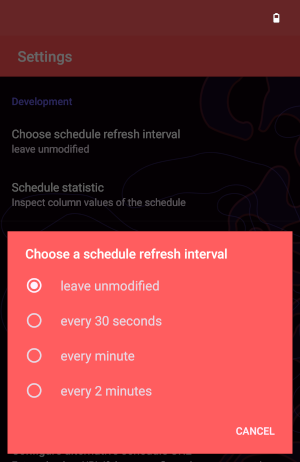 Settings
Development
Choose schedule refresh interval
leave unmodified
Schedule statistic
Inspect column values of the schedule
Choose a schedule refresh interval
leave unmodified
every 30 seconds
every minute
every 2 minutes
CANCEL